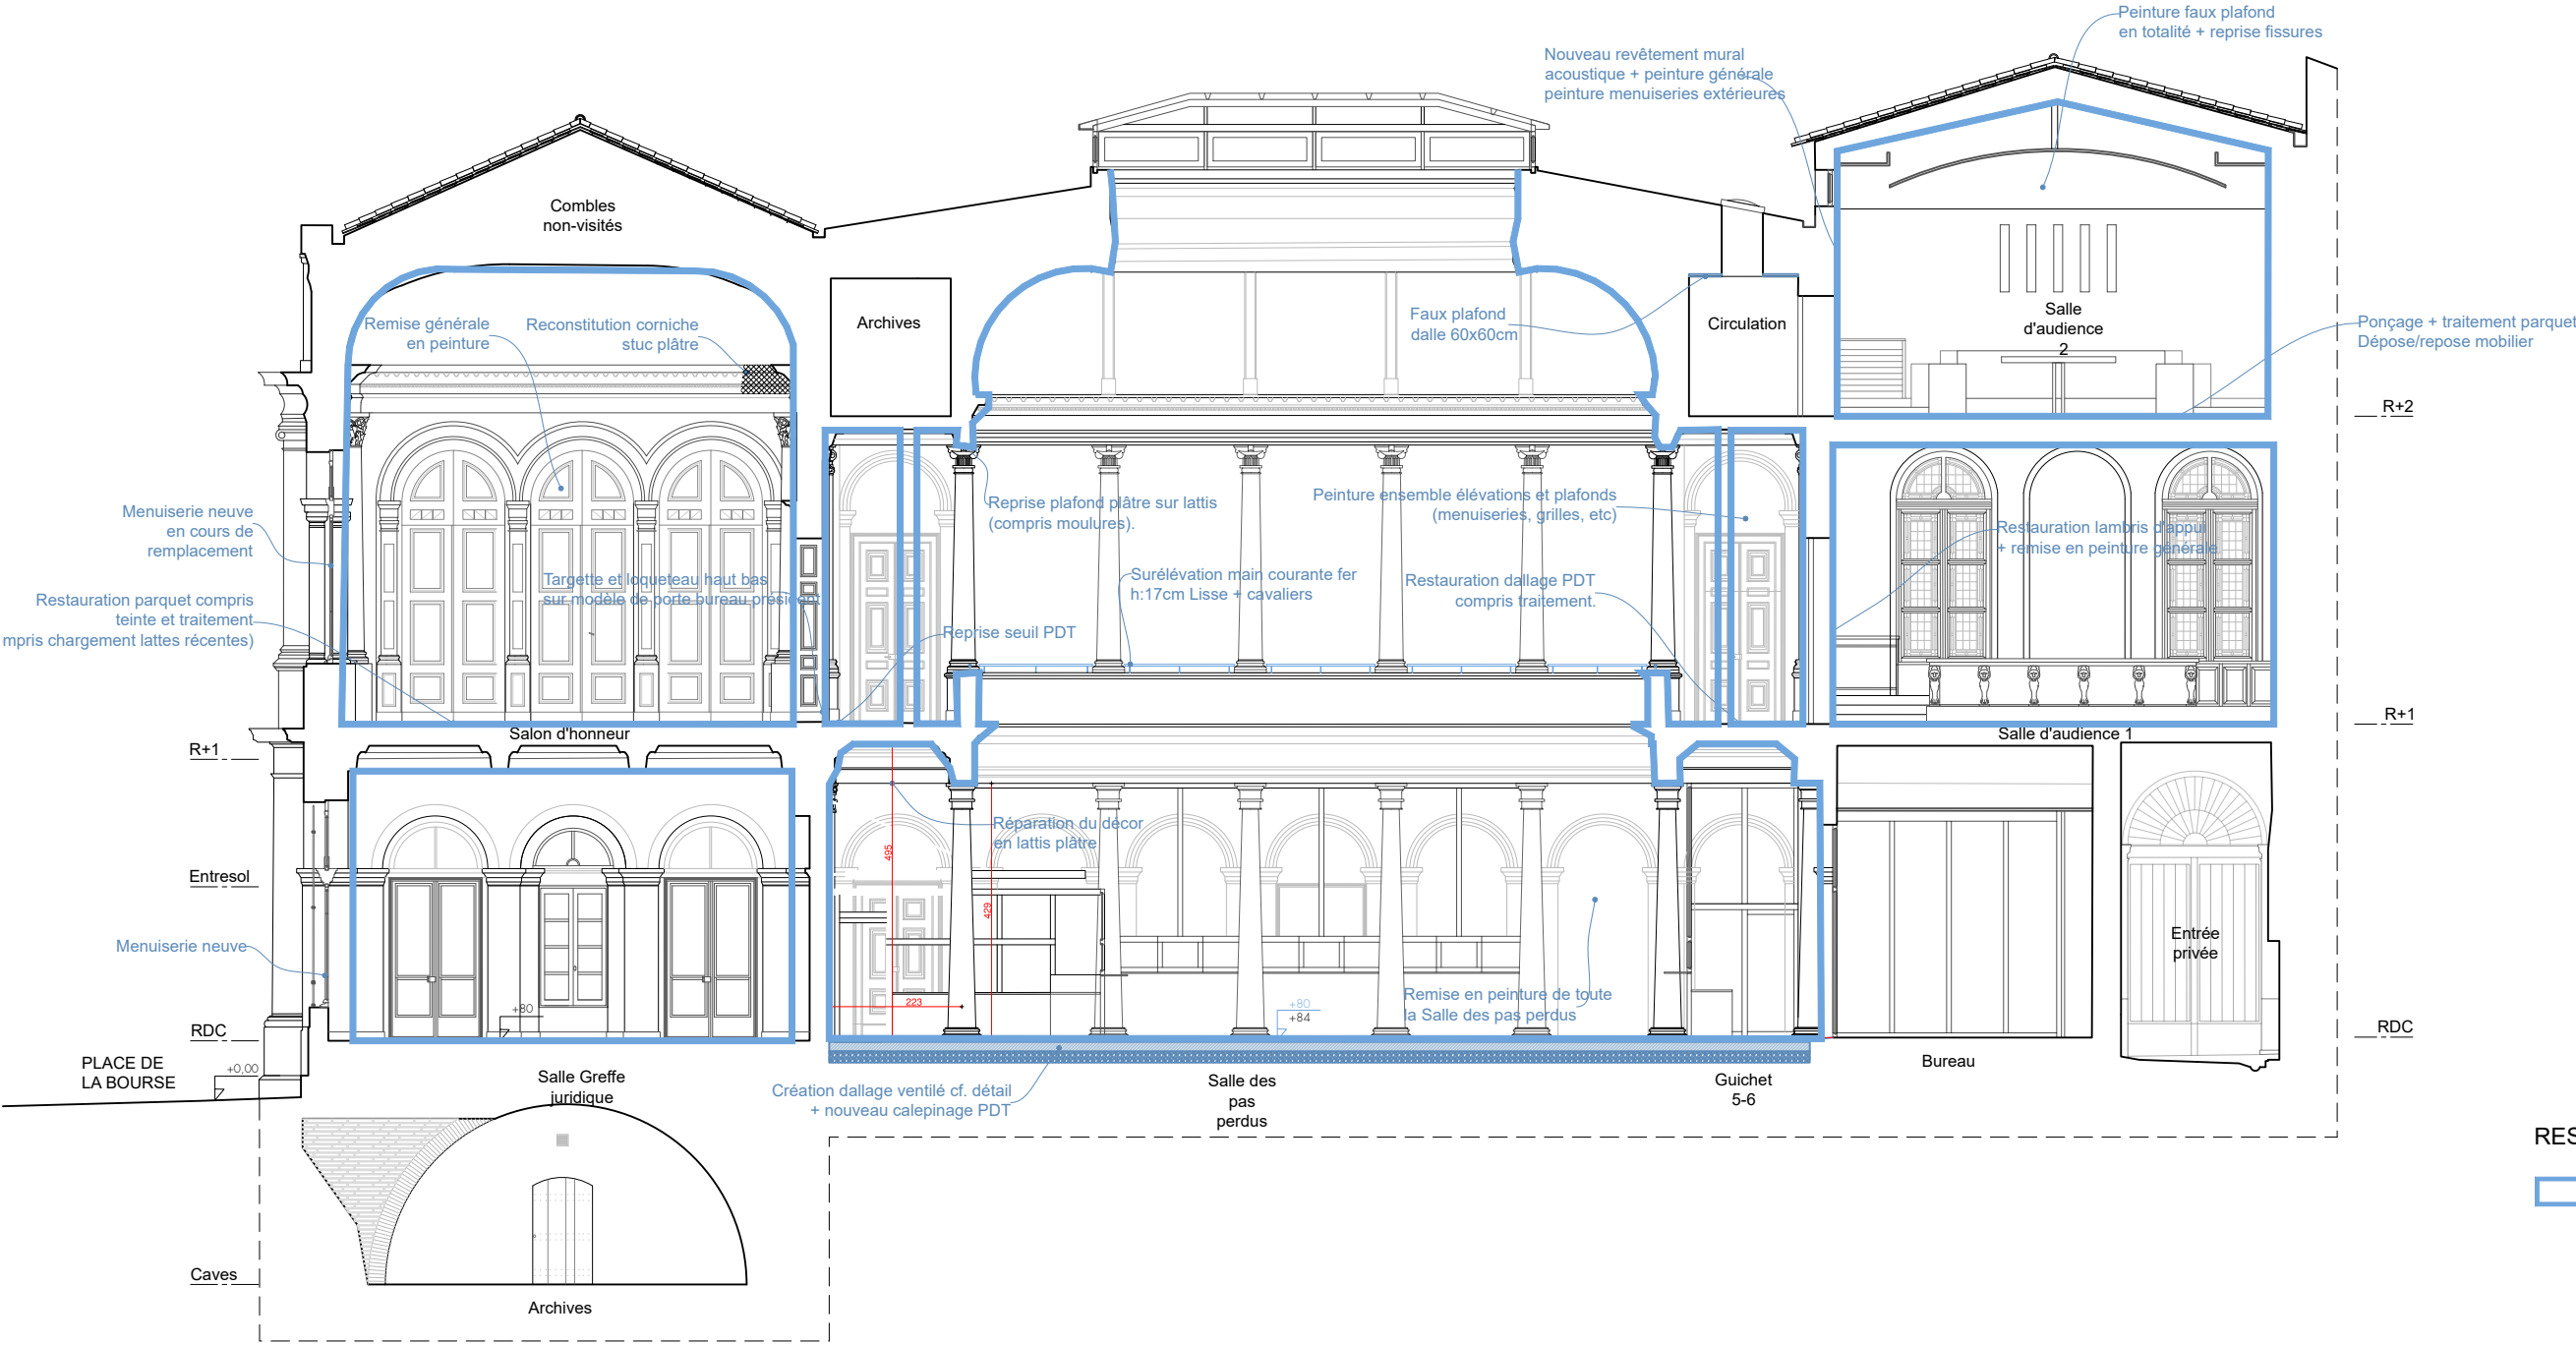 Peinture faux plafond
en totalité + reprise fissures
Nouveau revêtement mural
acoustique + peinture générale
peinture menuiseries extérieures
Combles
non-visités
Remise générale
en peinture
Reconstitution corniche
stuc plâtre
Archives
Faux plafond
dalle 60x60cm
Circulation
Salle
d'audience
2
Ponçage + traitement parquet
Dépose/repose mobilier
R+2
Menuiserie neuve
en cours de
remplacement
Reprise plafond plâtre sur lattis
(compris moulures).
Peinture ensemble élévations et plafonds
(menuiseries, grilles, etc)
Restauration lambris d'appui
+ remise en peinture générale
Targette et loqueteau haut bas
sur modèle de porte bureau président
Surélévation main courante fer
h:17cm Lisse + cavaliers
Restauration dallage PDT
compris traitement.
Restauration parquet compris
teinte et traitement
mpris chargement lattes récentes)
Reprise seuil PDT
R+1
Salon d'honneur
Salle d'audience 1
R+1
Réparation du décor
en lattis plâtre
495
429
Entresol
Menuiserie neuve
Entrée
privée
223
+80
Remise en peinture de toute
la Salle des pas perdus
+80
+84
RDC
RDC
PLACE DE
LA BOURSE
+0,00
Salle Greffe
juridique
Création dallage ventilé cf. détail
+ nouveau calepinage PDT
Salle des
pas
perdus
Guichet
5-6
Bureau
RES
Caves
Archives